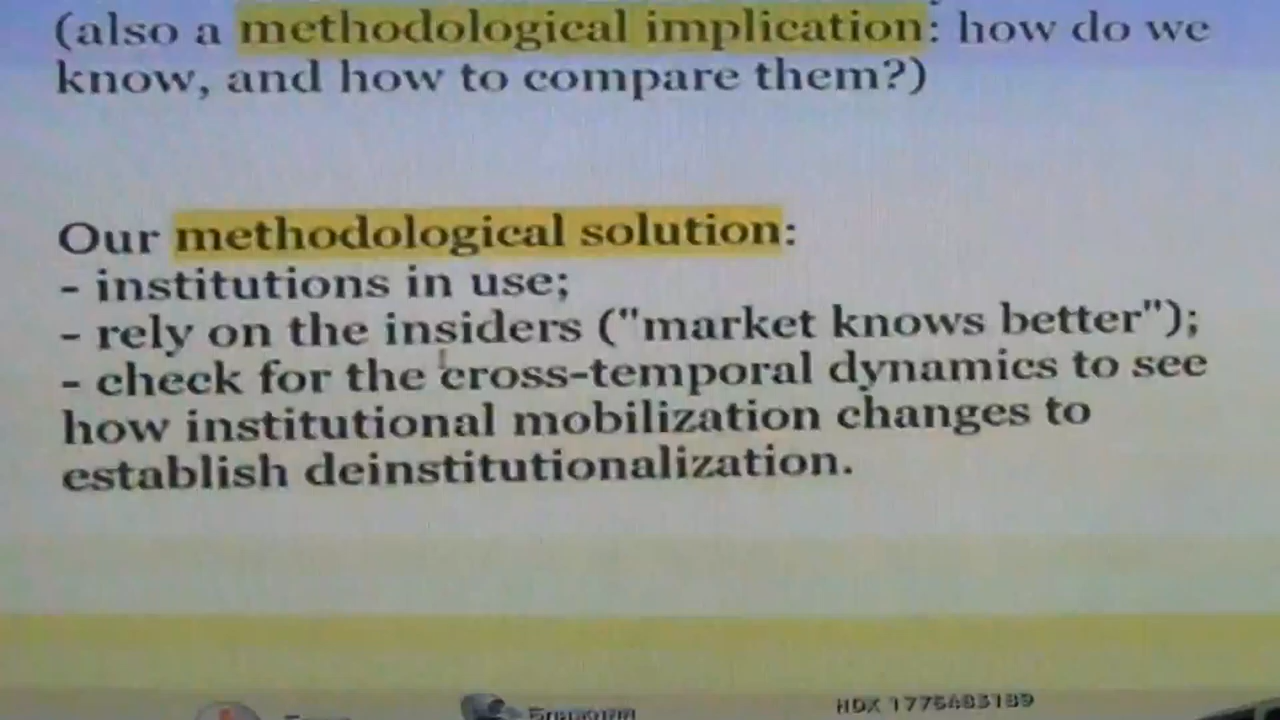 (also a methodological implication: how do we
know, and how to compare them?)
Our methodological solution:
- institutions in use;
- rely on the insiders ("market knows better");
- check for the cross-temporal dynamics to see
how institutional mobilization changes to
establish deinstitutionalization.
HDX